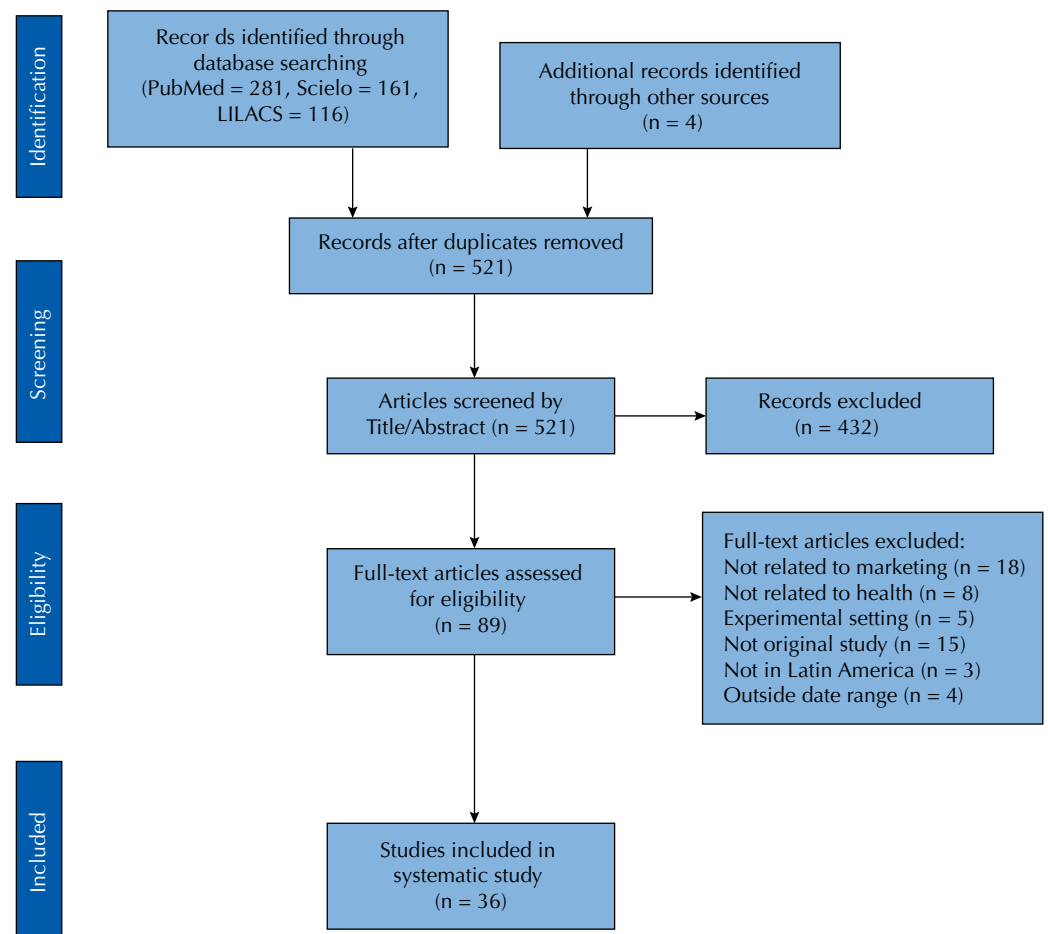 Identification
Recor ds identified through
database searching
(PubMed = 281, Scielo = 161,
LILACS = 116)
Additional records identified
through other sources
(n = 4)
Records after duplicates removed
(n = 521)
Screening
Articles screened by
Title/Abstract (n = 521)
Records excluded
(n = 432)
Eligibility
Full-text articles assessed
for eligibility
(n = 89)
Full-text articles excluded:
Not related to marketing (n = 18)
Not related to health (n = 8)
Experimental setting (n = 5)
Not original study (n = 15)
Not in Latin America (n = 3)
Outside date range (n = 4)
Included
Studies included in
systematic study
(n = 36)